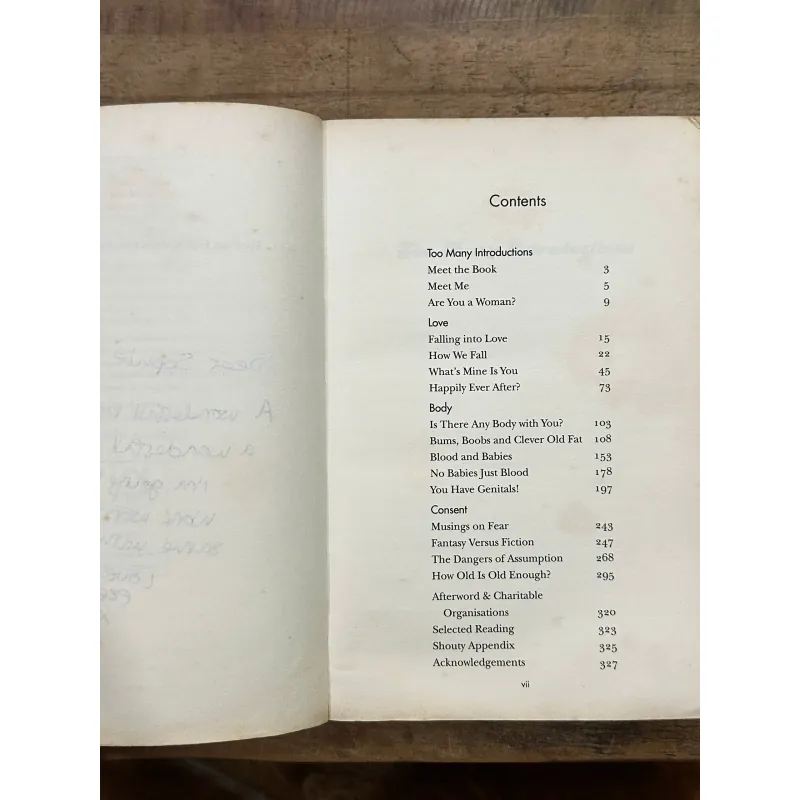 Contents
Too Many Introductions
Meet the Book 3
Meet Me 5
Are You a Woman? 9
Love
Falling into Love 15
How We Fall 22
What's Mine Is You 45
Happily Ever After? 73
Body
Is There Any Body with You? 103
Bums, Boobs and Clever Old Fat 108
Blood and Babies 153
No Babies Just Blood 178
You Have Genitals! 197
Consent
Musings on Fear 243
Fantasy Versus Fiction 247
The Dangers of Assumption 268
How Old Is Old Enough? 295
Afterword & Charitable
Organisations 320
Selected Reading 323
Shouty Appendix 325
Acknowledgements 327
vii